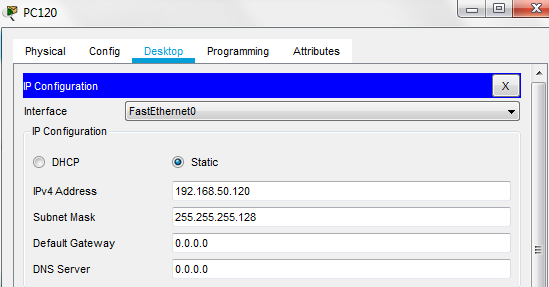 PC120
Physical Config Desktop Programming Attributes
IP Configuration X
Interface FastEthernet0
IP Configuration
DHCP Static
IPv4 Address 192.168.50.120
Subnet Mask 255.255.255.128
Default Gateway 0.0.0.0
DNS Server 0.0.0.0